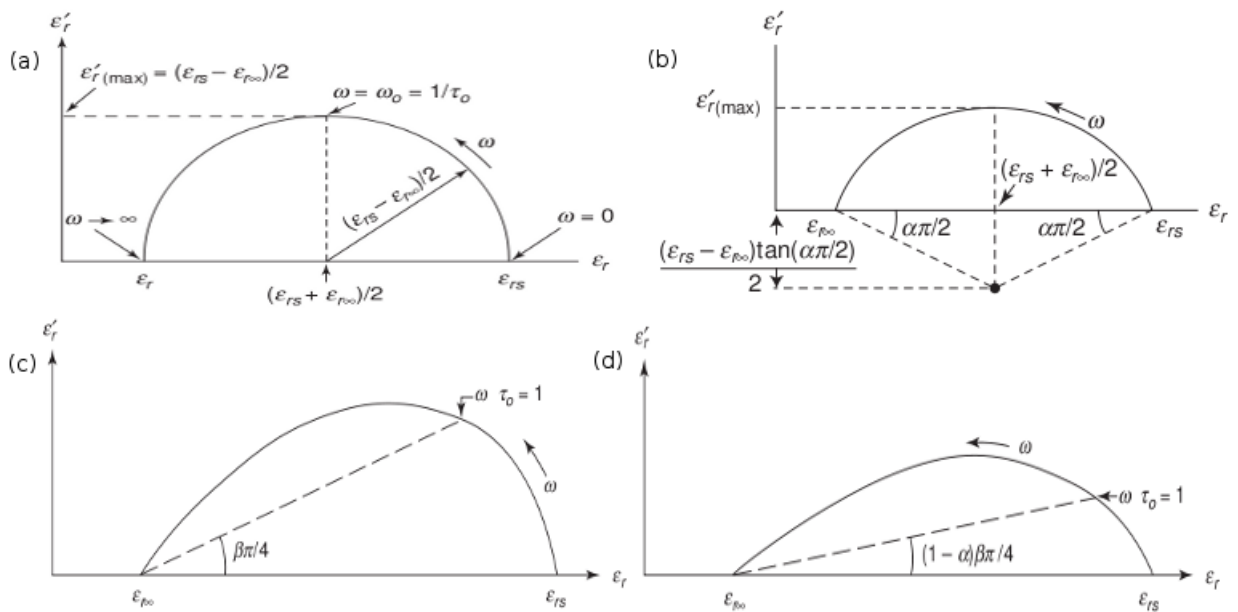 (a)
ε′r
ε′r(max) = (εrs − εr∞)/2
ω = ωo = 1/τo
ω
(εrs − εr∞)/2
ω → ∞
ω = 0
εr
εrs
εr
(εrs + εr∞)/2
(b)
ε′r
ε′r(max)
ω
(εrs + εr∞)/2
εr∞
απ/2
απ/2
εrs
εr
(εrs − εr∞)tan(απ/2)
2
(c)
ε′r
ω τo = 1
ω
βπ/4
εr∞
εrs
εr
(d)
ε′r
ω
ω τo = 1
(1 − α)βπ/4
εr∞
εrs
εr